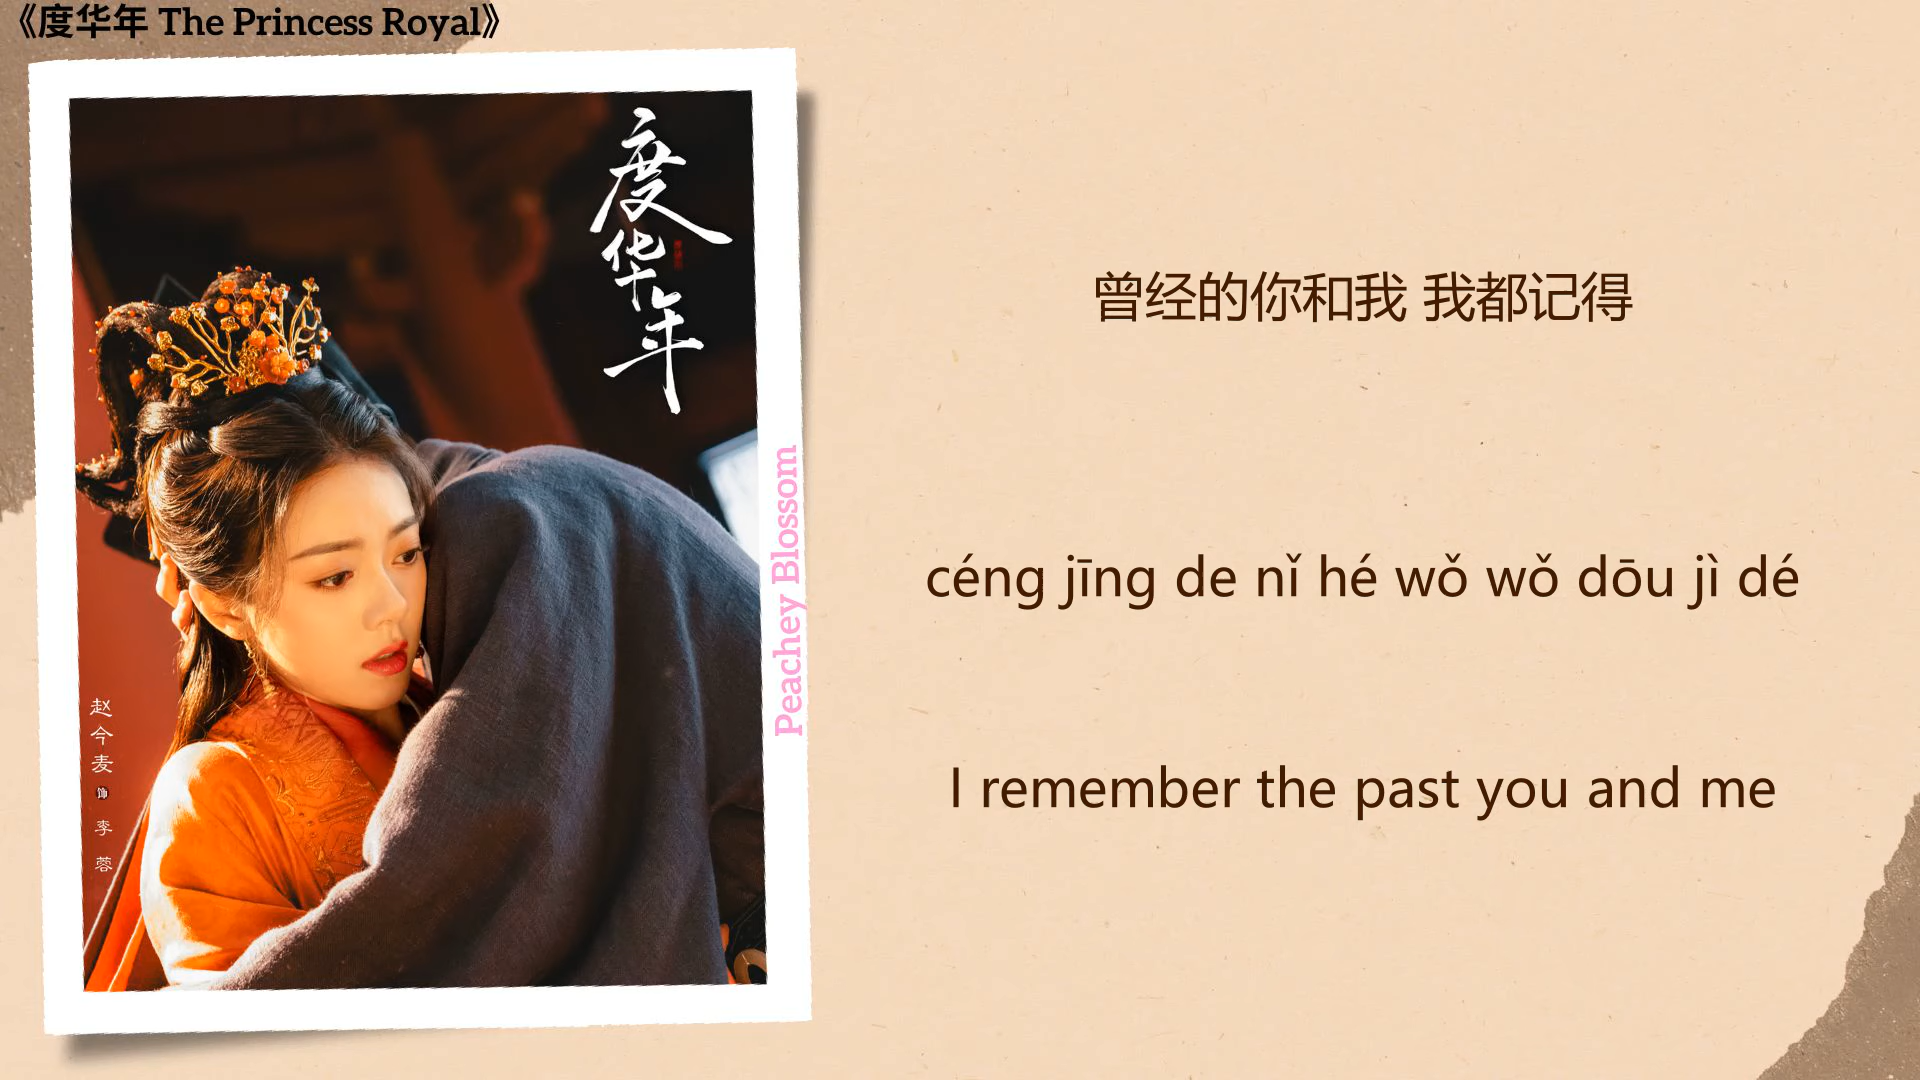 《度华年 The Princess Royal》
度华年
赵今麦 饰 李蓉
Peachey Blossom
曾经的你和我 我都记得
céng jīng de nǐ hé wǒ wǒ dōu jì dé
I remember the past you and me